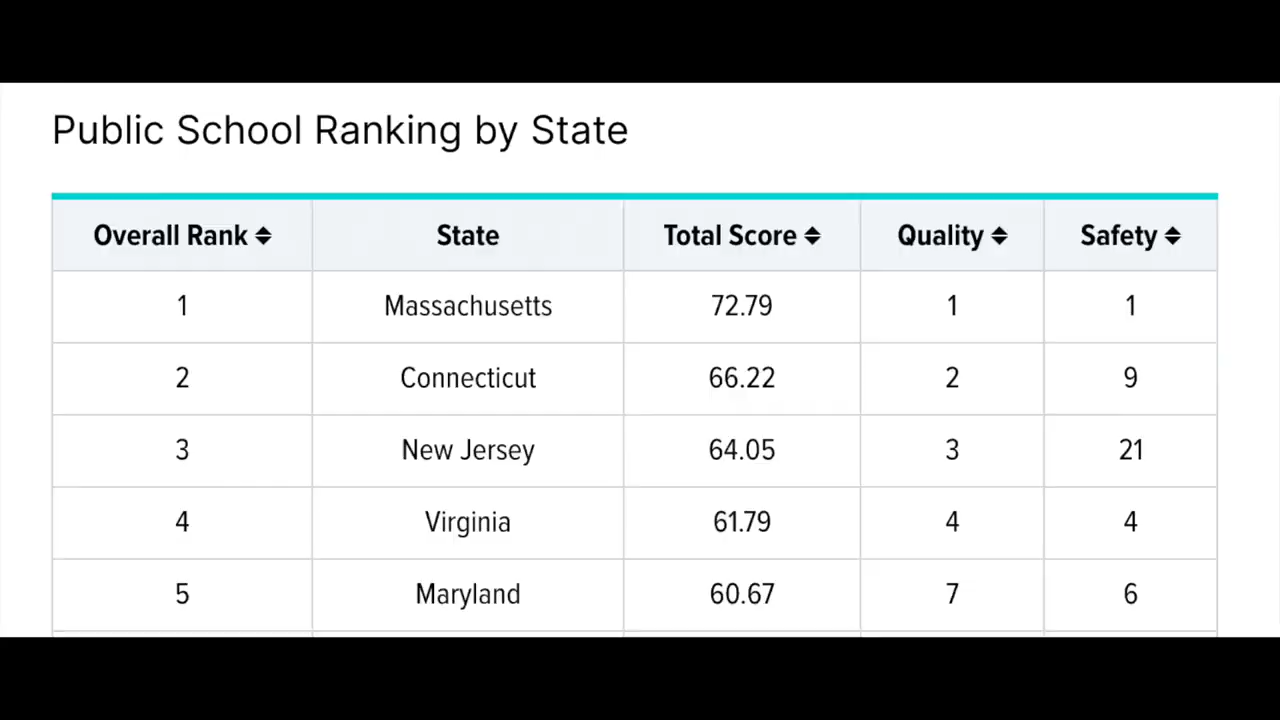 Public School Ranking by State
Overall Rank State Total Score Quality Safety
1 Massachusetts 72.79 1 1
2 Connecticut 66.22 2 9
3 New Jersey 64.05 3 21
4 Virginia 61.79 4 4
5 Maryland 60.67 7 6